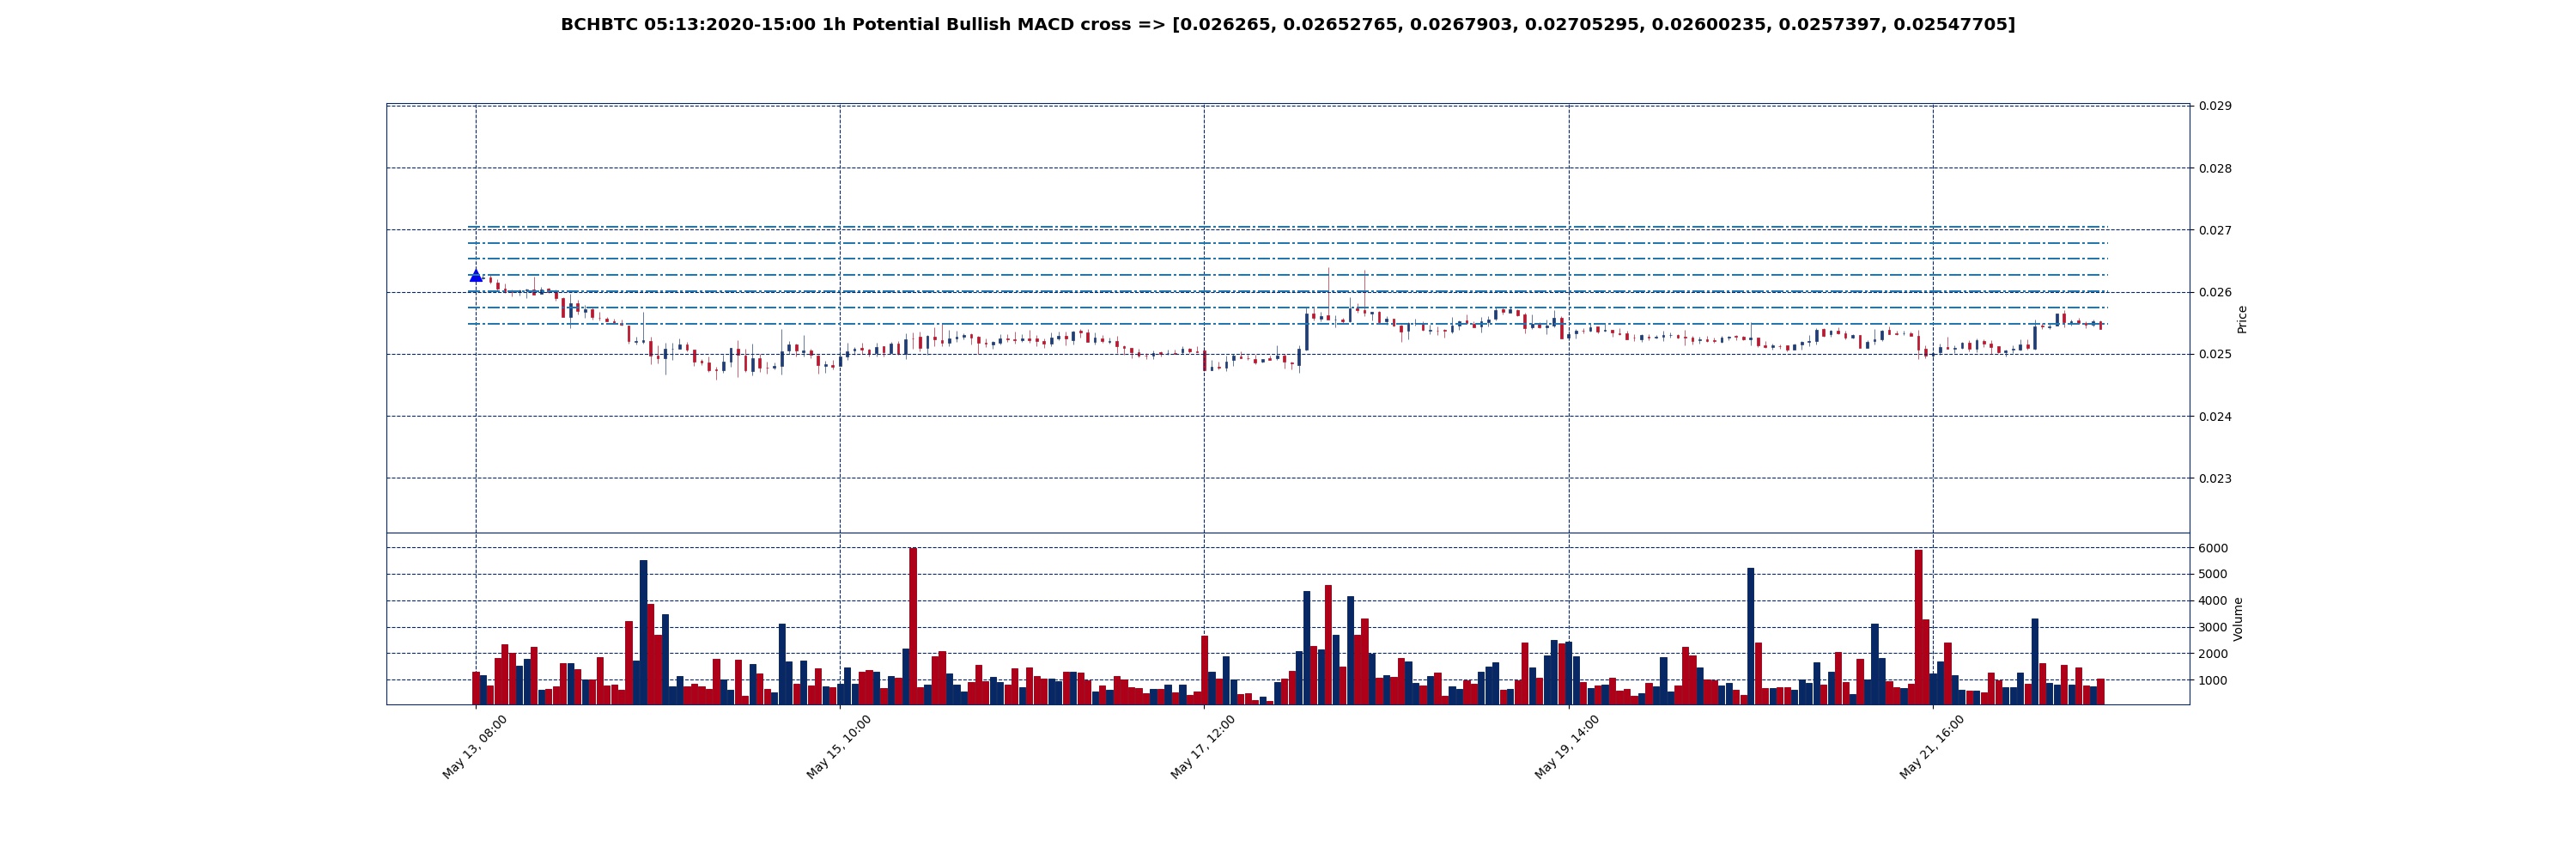 BCHBTC 05:13:2020-15:00 1h Potential Bullish MACD cross => [0.026265, 0.02652765, 0.0267903, 0.02705295, 0.02600235, 0.0257397, 0.02547705]
0.029
0.028
0.027
0.026
0.025
0.024
0.023
Price
6000
5000
4000
3000
2000
1000
Volume
May 13, 08:00
May 15, 10:00
May 17, 12:00
May 19, 14:00
May 21, 16:00